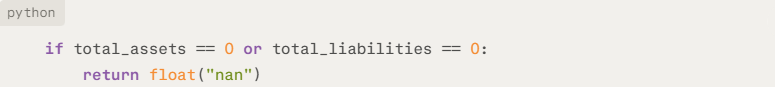 python
if total_assets == 0 or total_liabilities == 0:
return float("nan")